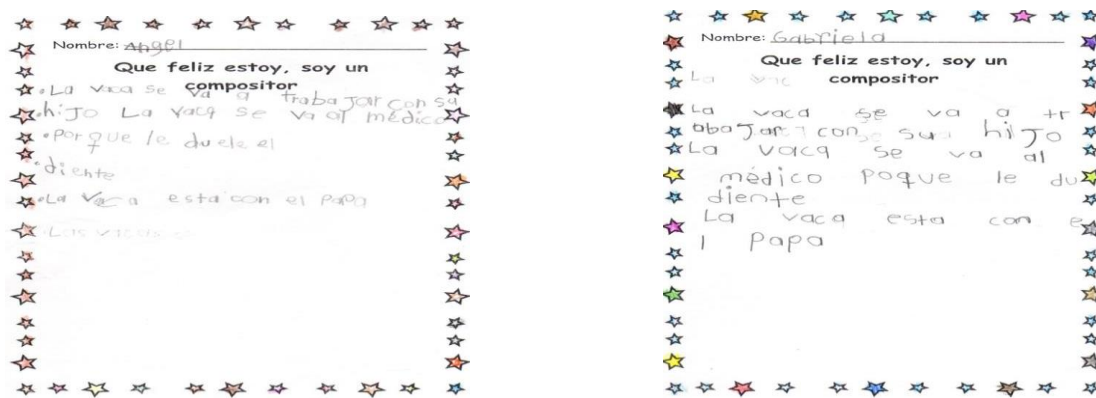 Nombre: Angel
Que feliz estoy, soy un
compositor
.La vaca se va a trabajar con su
.hiJo La vaca se va al médico
.porque le duele el
.diente
.La vaca esta con el papa
.Las vacas
Nombre: Gabriela
Que feliz estoy, soy un
compositor
La
La vaca se va a tr
abaJar con su hiJo
La vaca se va al
médico poque le du
diente
La vaca esta con e
l papa